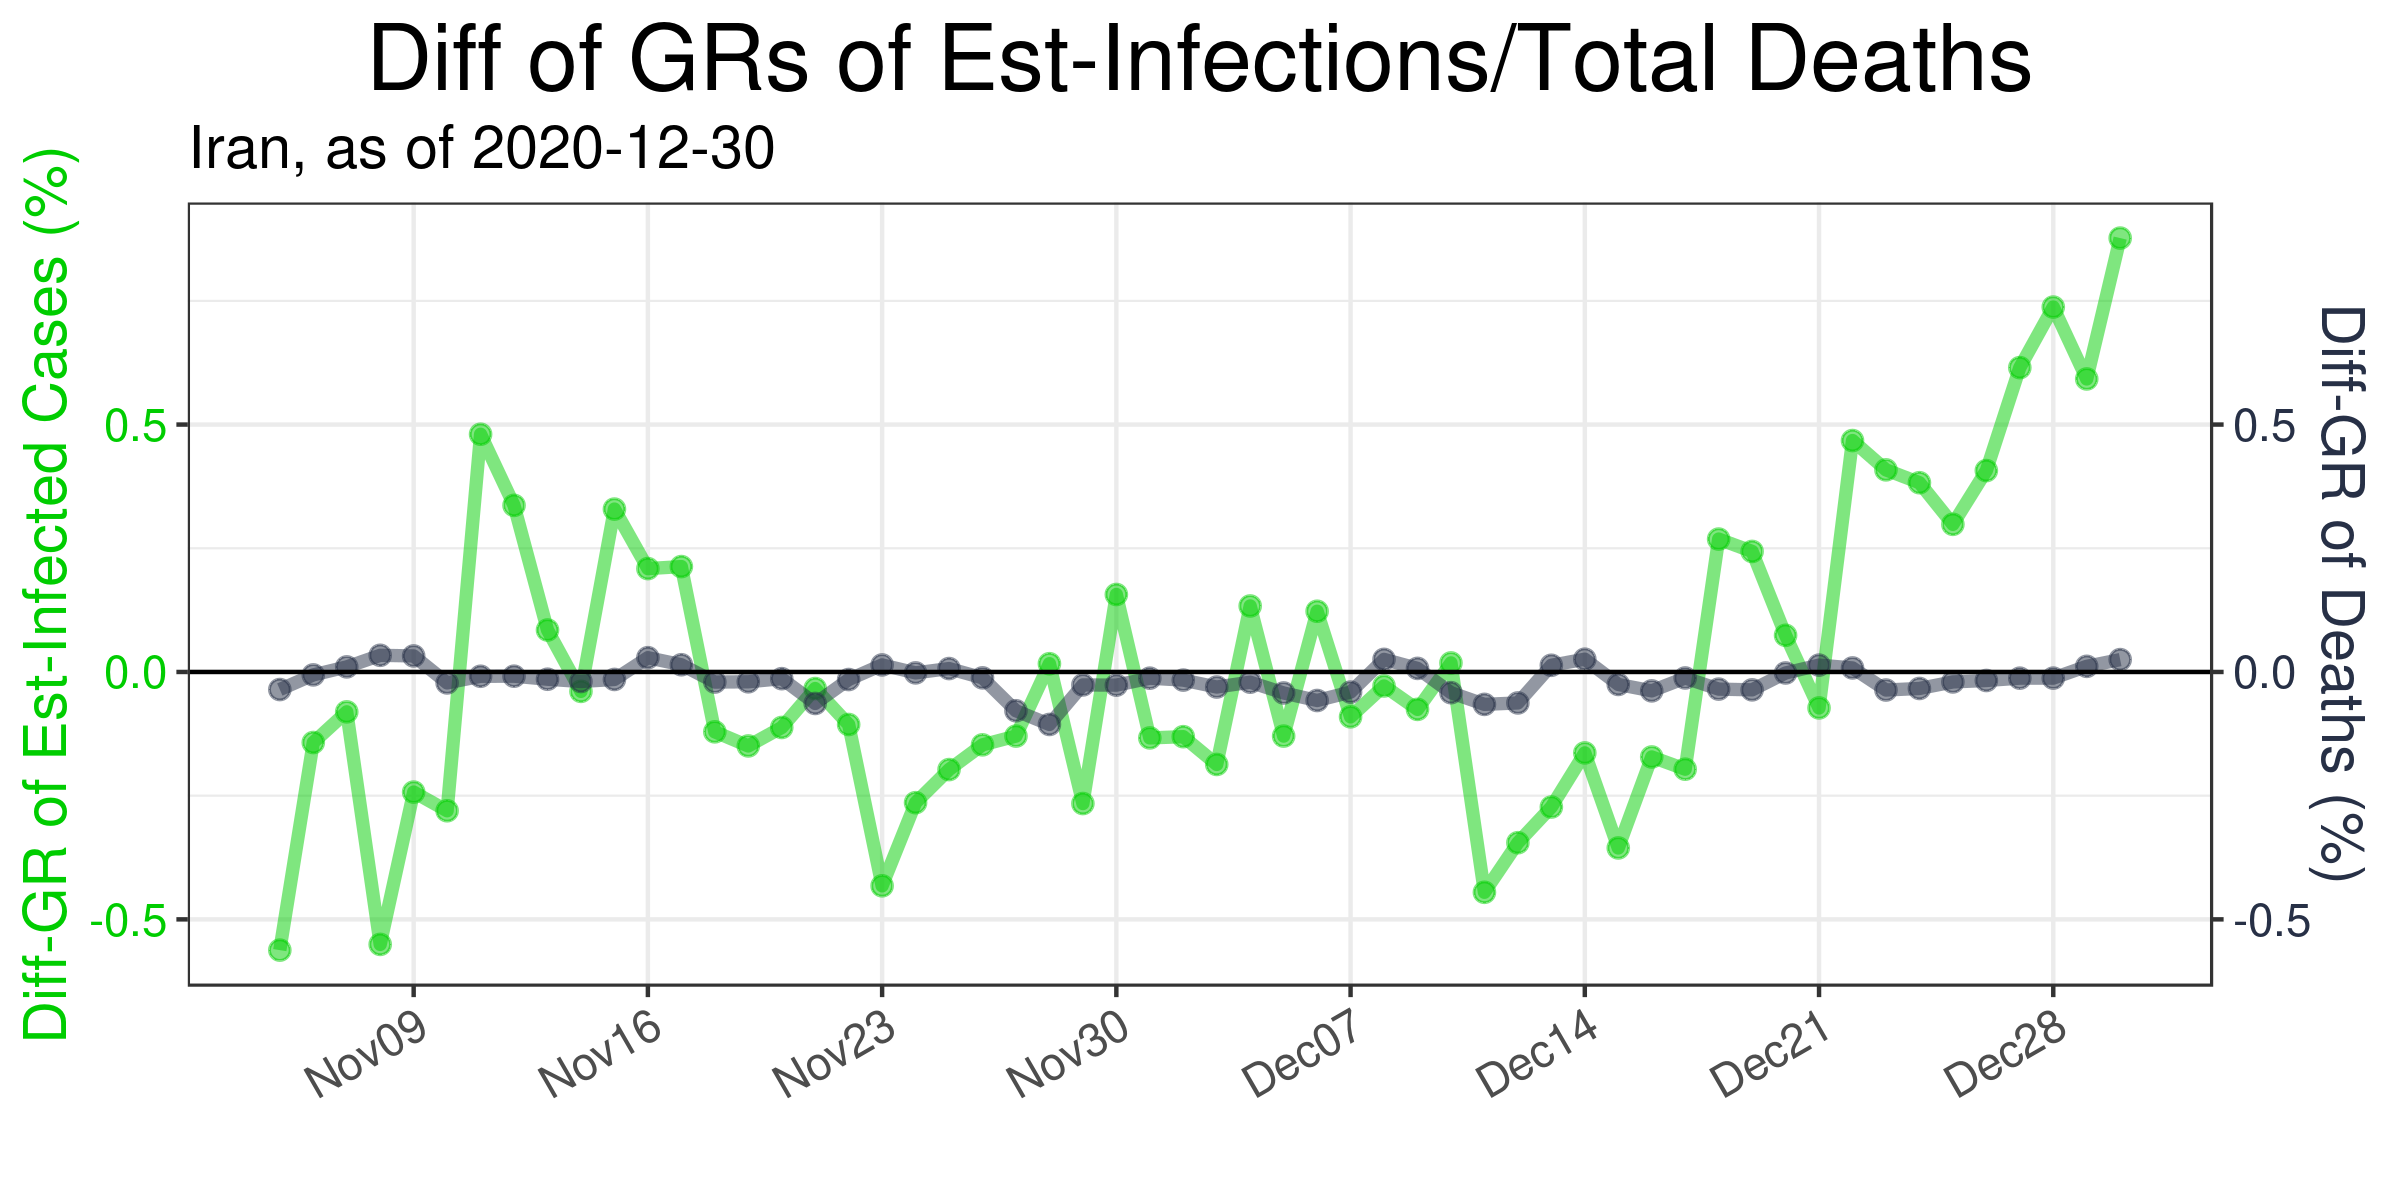 Diff of GRs of Est-Infections/Total Deaths
Iran, as of 2020-12-30
Diff-GR of Est-Infected Cases (%)
0.5
0.0
-0.5
0.5
0.0
-0.5
Diff-GR of Deaths (%)
Nov09
Nov16
Nov23
Nov30
Dec07
Dec14
Dec21
Dec28